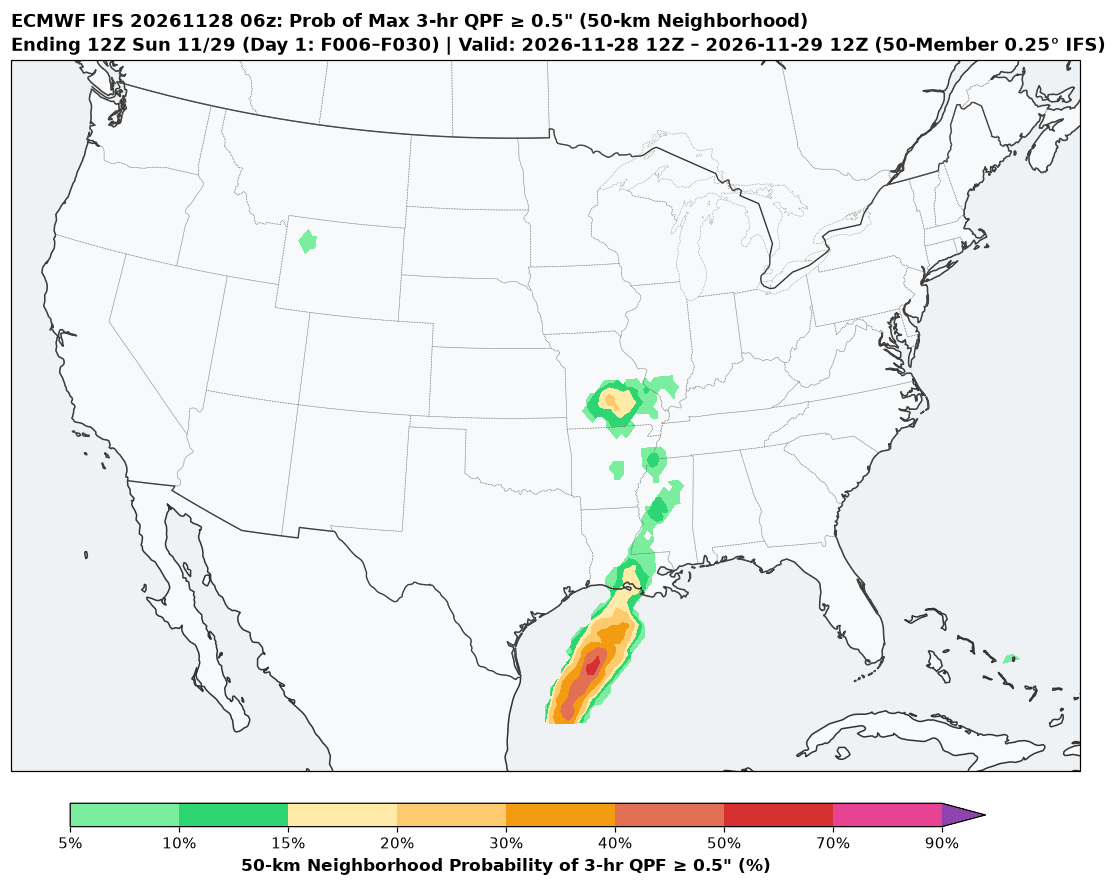 ECMWF IFS 20261128 06z: Prob of Max 3-hr QPF ≥ 0.5" (50-km Neighborhood)
Ending 12Z Sun 11/29 (Day 1: F006–F030) | Valid: 2026-11-28 12Z – 2026-11-29 12Z (50-Member 0.25° IFS)
5% 10% 15% 20% 30% 40% 50% 70% 90%
50-km Neighborhood Probability of 3-hr QPF ≥ 0.5" (%)